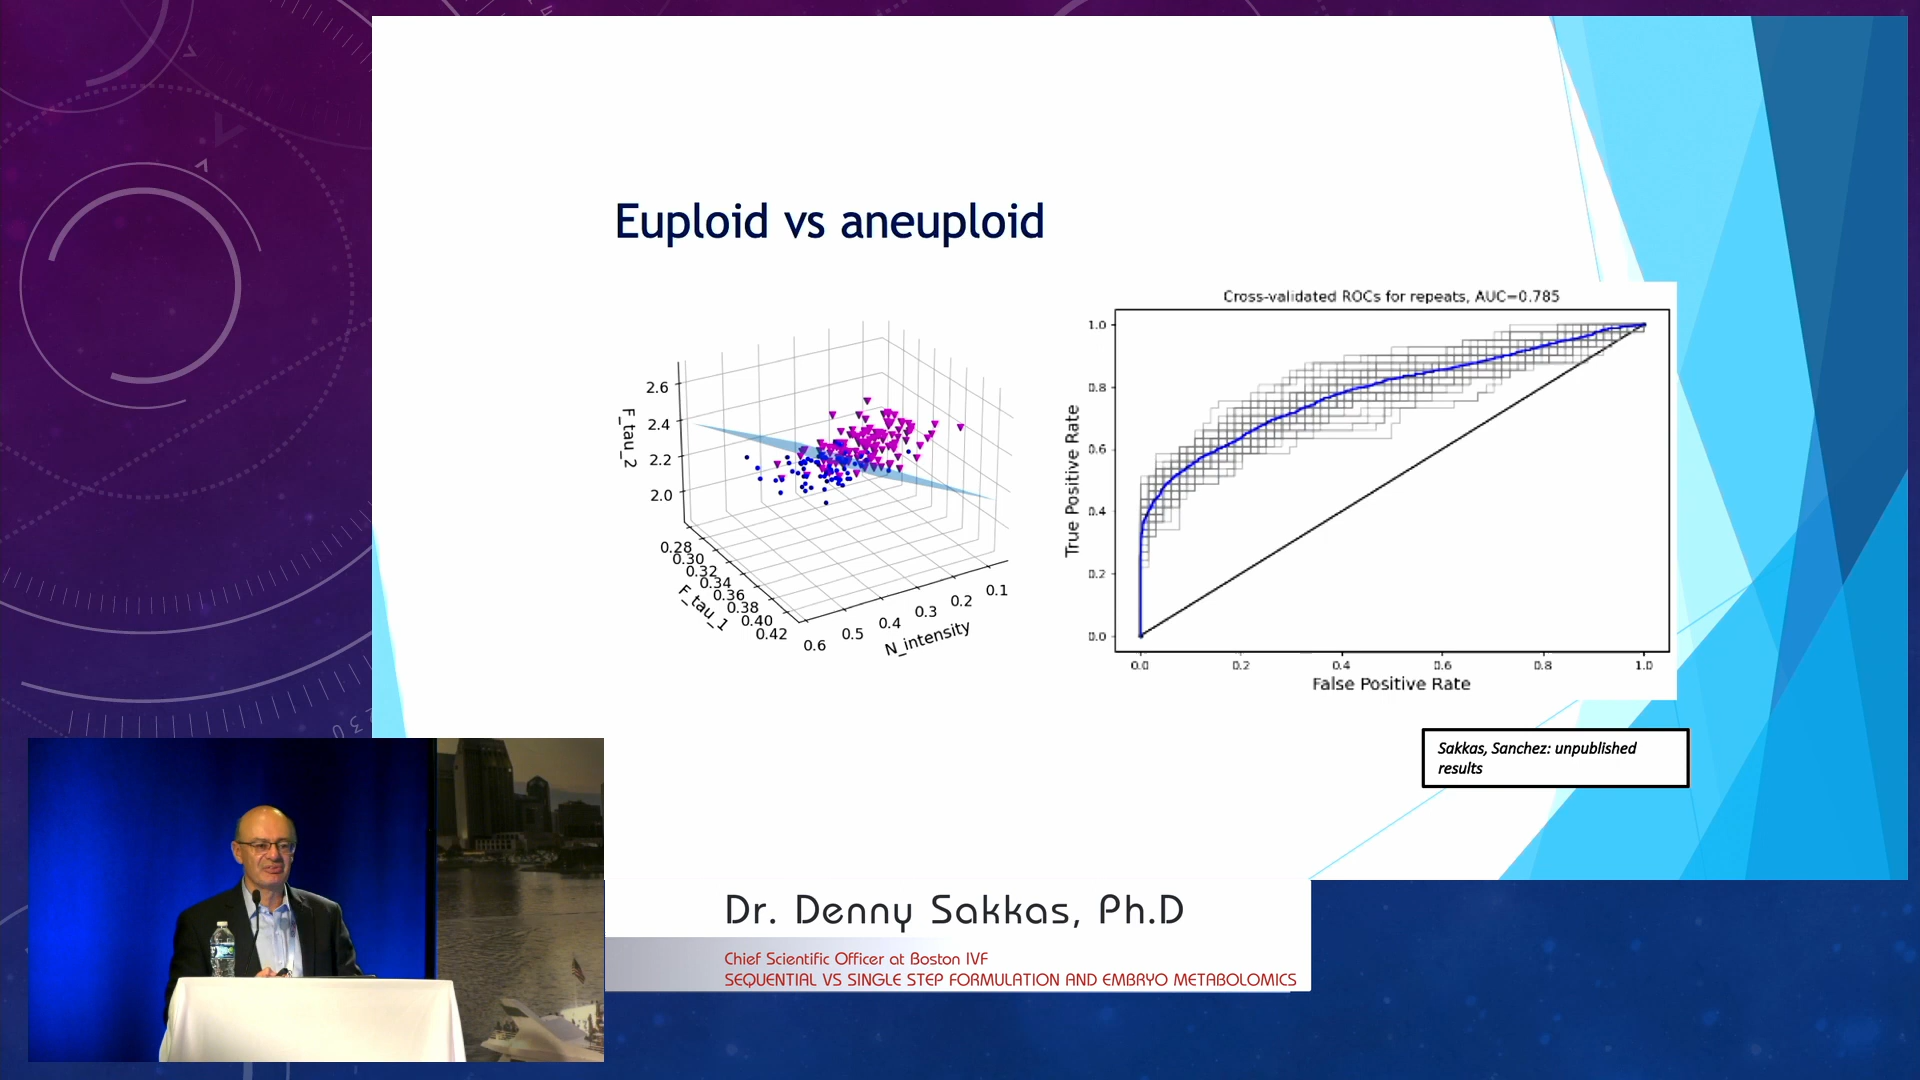 Euploid vs aneuploid
2.6
2.4
2.2
2.0
F_tau_2
0.28
0.30
0.32
0.34
0.36
0.38
0.40
0.42
F_tau_1
0.6
0.5
0.4
0.3
0.2
0.1
N_intensity
Cross-validated ROCs for repeats, AUC=0.785
1.0
0.8
0.6
0.4
0.2
0.0
True Positive Rate
0.0 0.2 0.4 0.6 0.8 1.0
False Positive Rate
Sakkas, Sanchez: unpublished
results
230
Dr. Denny Sakkas, Ph.D
Chief Scientific Officer at Boston IVF
SEQUENTIAL VS SINGLE STEP FORMULATION AND EMBRYO METABOLOMICS